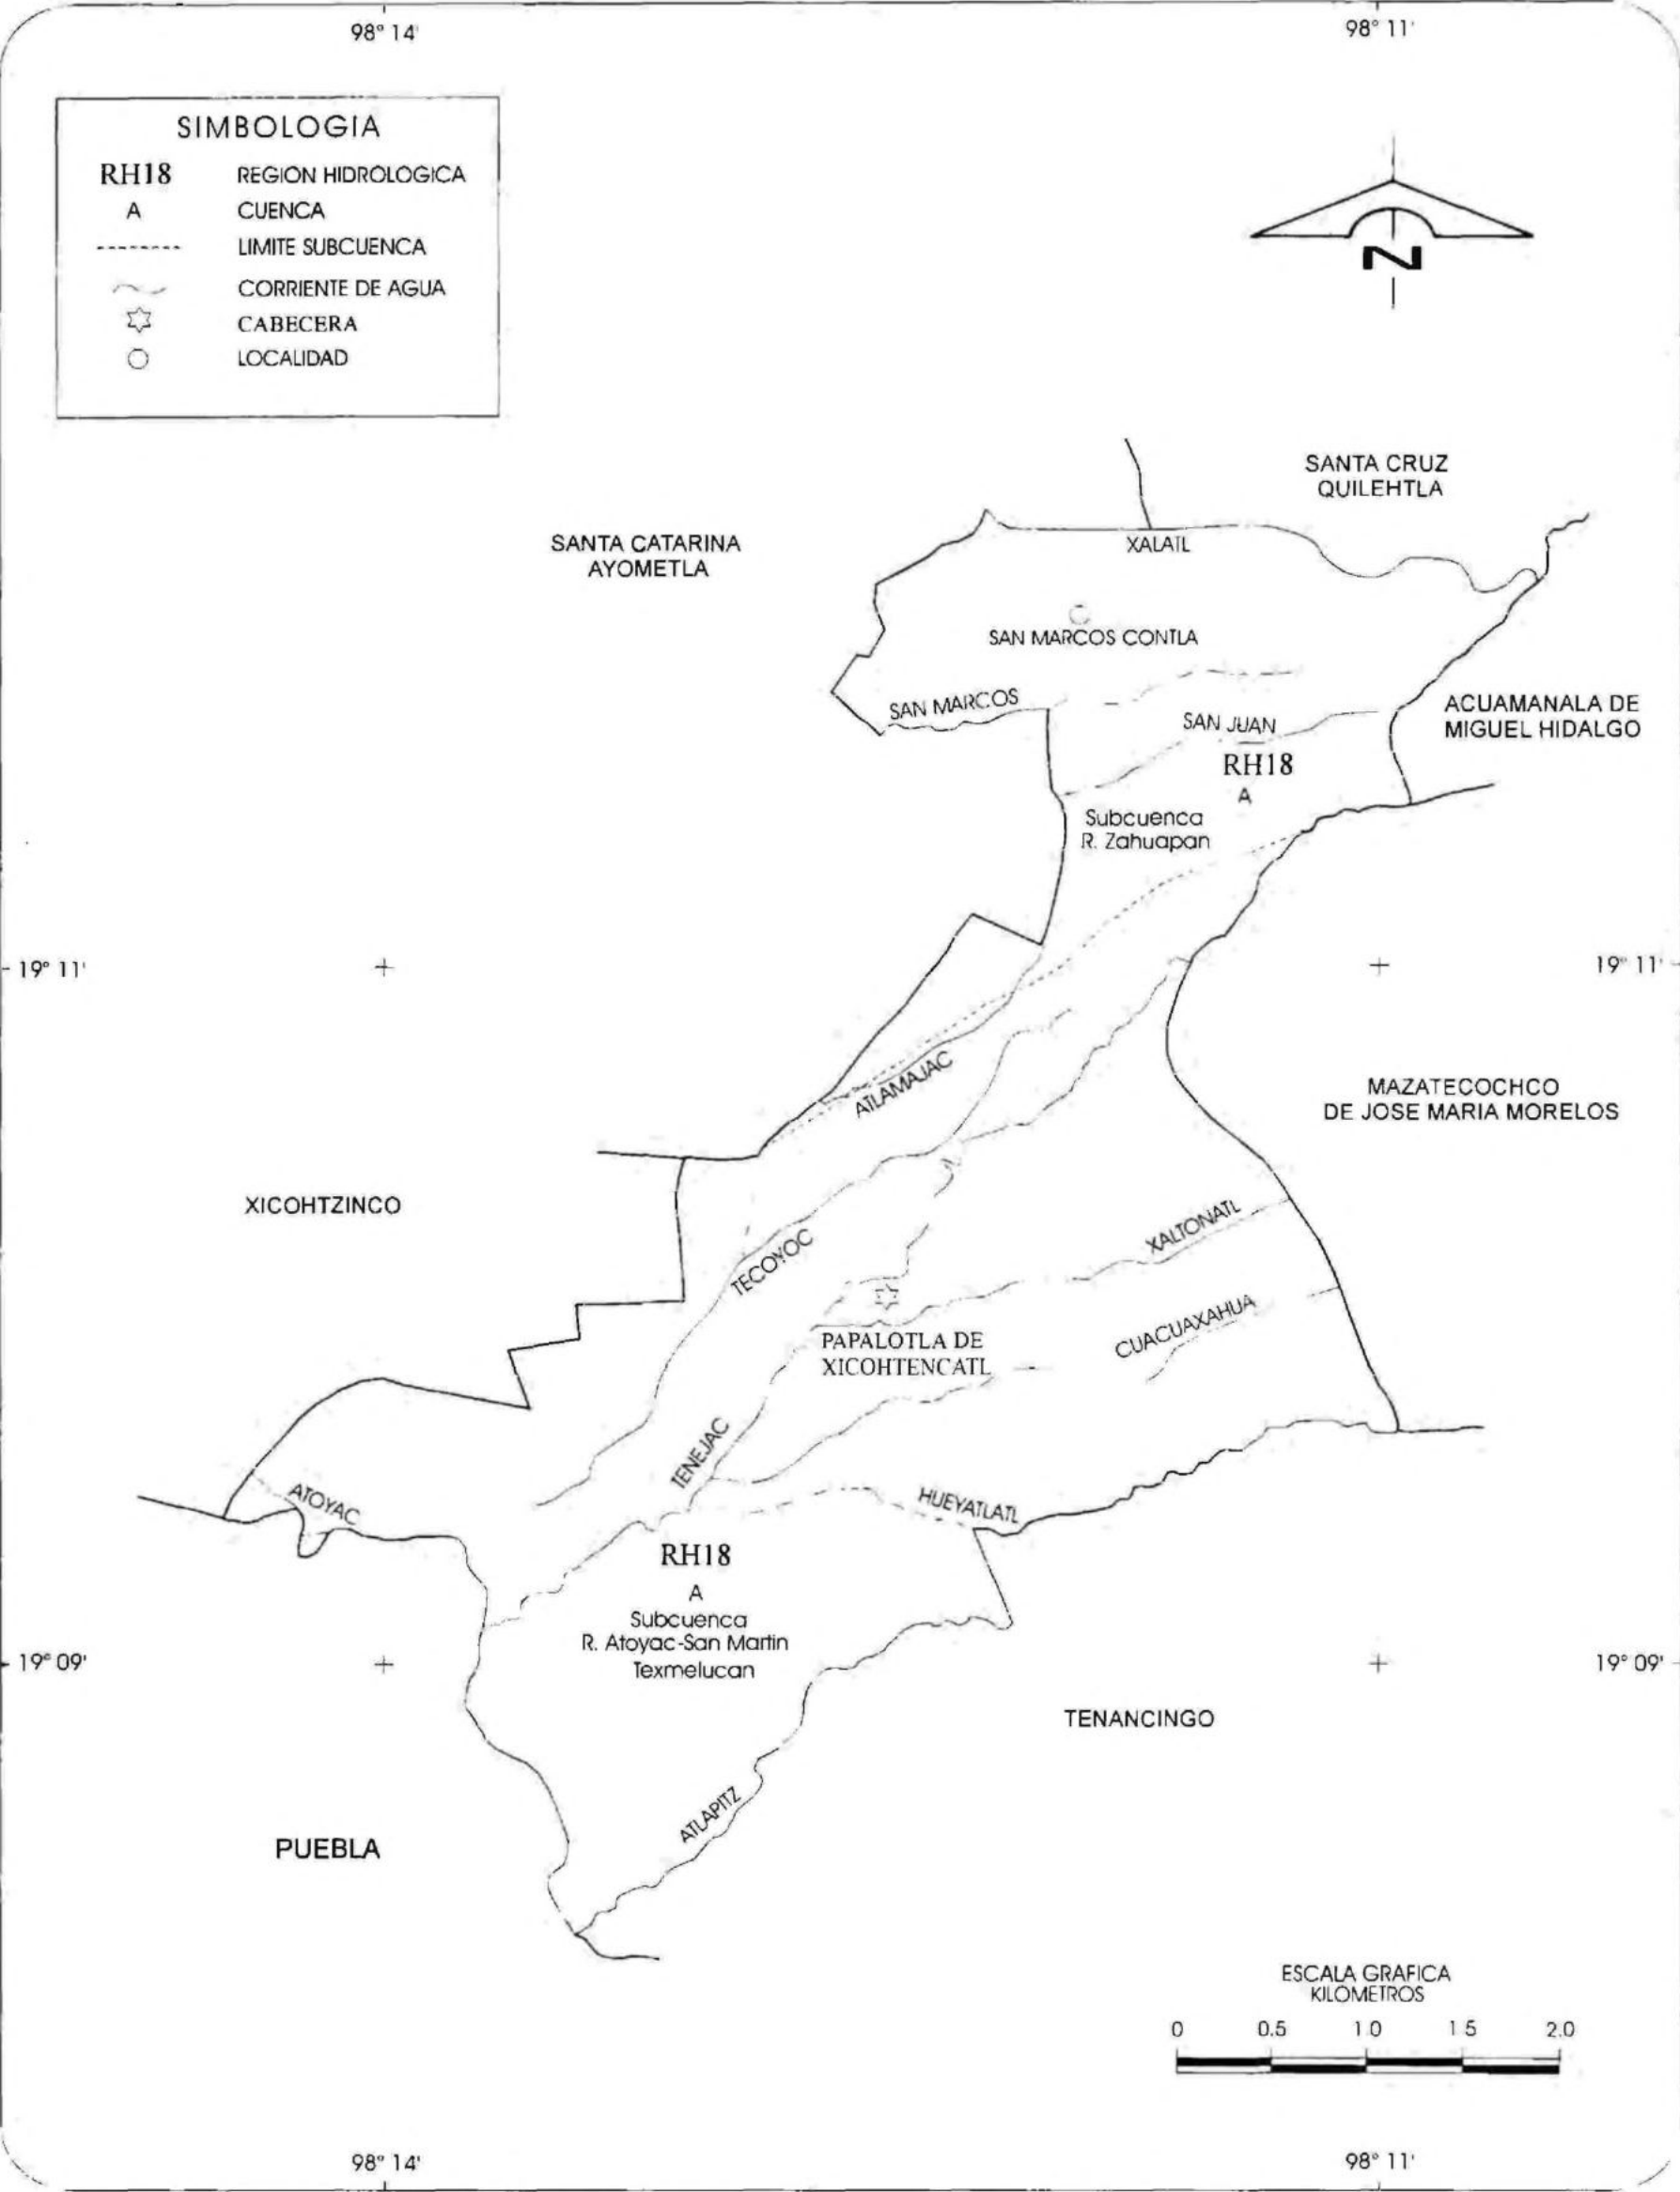 98° 14'
98° 11'
SIMBOLOGIA
RH18 REGION HIDROLOGICA
A CUENCA
LIMITE SUBCUENCA
CORRIENTE DE AGUA
CABECERA
LOCALIDAD
N
SANTA CRUZ
QUILEHTLA
SANTA CATARINA
AYOMETLA
XALATL
SAN MARCOS CONTLA
SAN MARCOS
ACUAMANALA DE
MIGUEL HIDALGO
SAN JUAN
RH18
A
Subcuenca
R. Zahuapan
19° 11'
19° 11'
ATLAMAJAC
MAZATECOCHCO
DE JOSE MARIA MORELOS
XICOHTZINCO
XALTONATL
TECOYOC
CUACUAXAHUA
PAPALOTLA DE
XICOHTENCATL
TENEJAC
ATOYAC
HUEYATLATL
RH18
A
Subcuenca
R. Atoyac-San Martin
Texmelucan
19° 09'
19° 09'
TENANCINGO
ATLAPITZ
PUEBLA
ESCALA GRAFICA
KILOMETROS
0 0.5 1.0 1.5 2.0
98° 14'
98° 11'